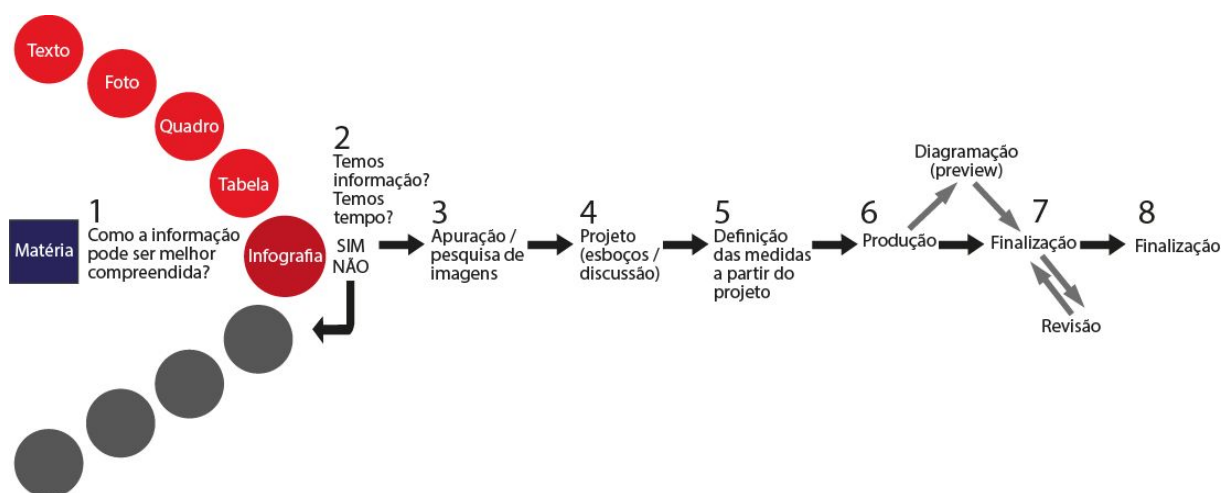 Texto
Foto
Quadro
Tabela
Infografia
Matéria
1
Como a informação
pode ser melhor
compreendida?
2
Temos
informação?
Temos
tempo?
SIM
NÃO
3
Apuração /
pesquisa de
imagens
4
Projeto
(esboços /
discussão)
5
Definição
das medidas
a partir do
projeto
6
Produção
Diagramação
(preview)
7
Finalização
Revisão
8
Finalização